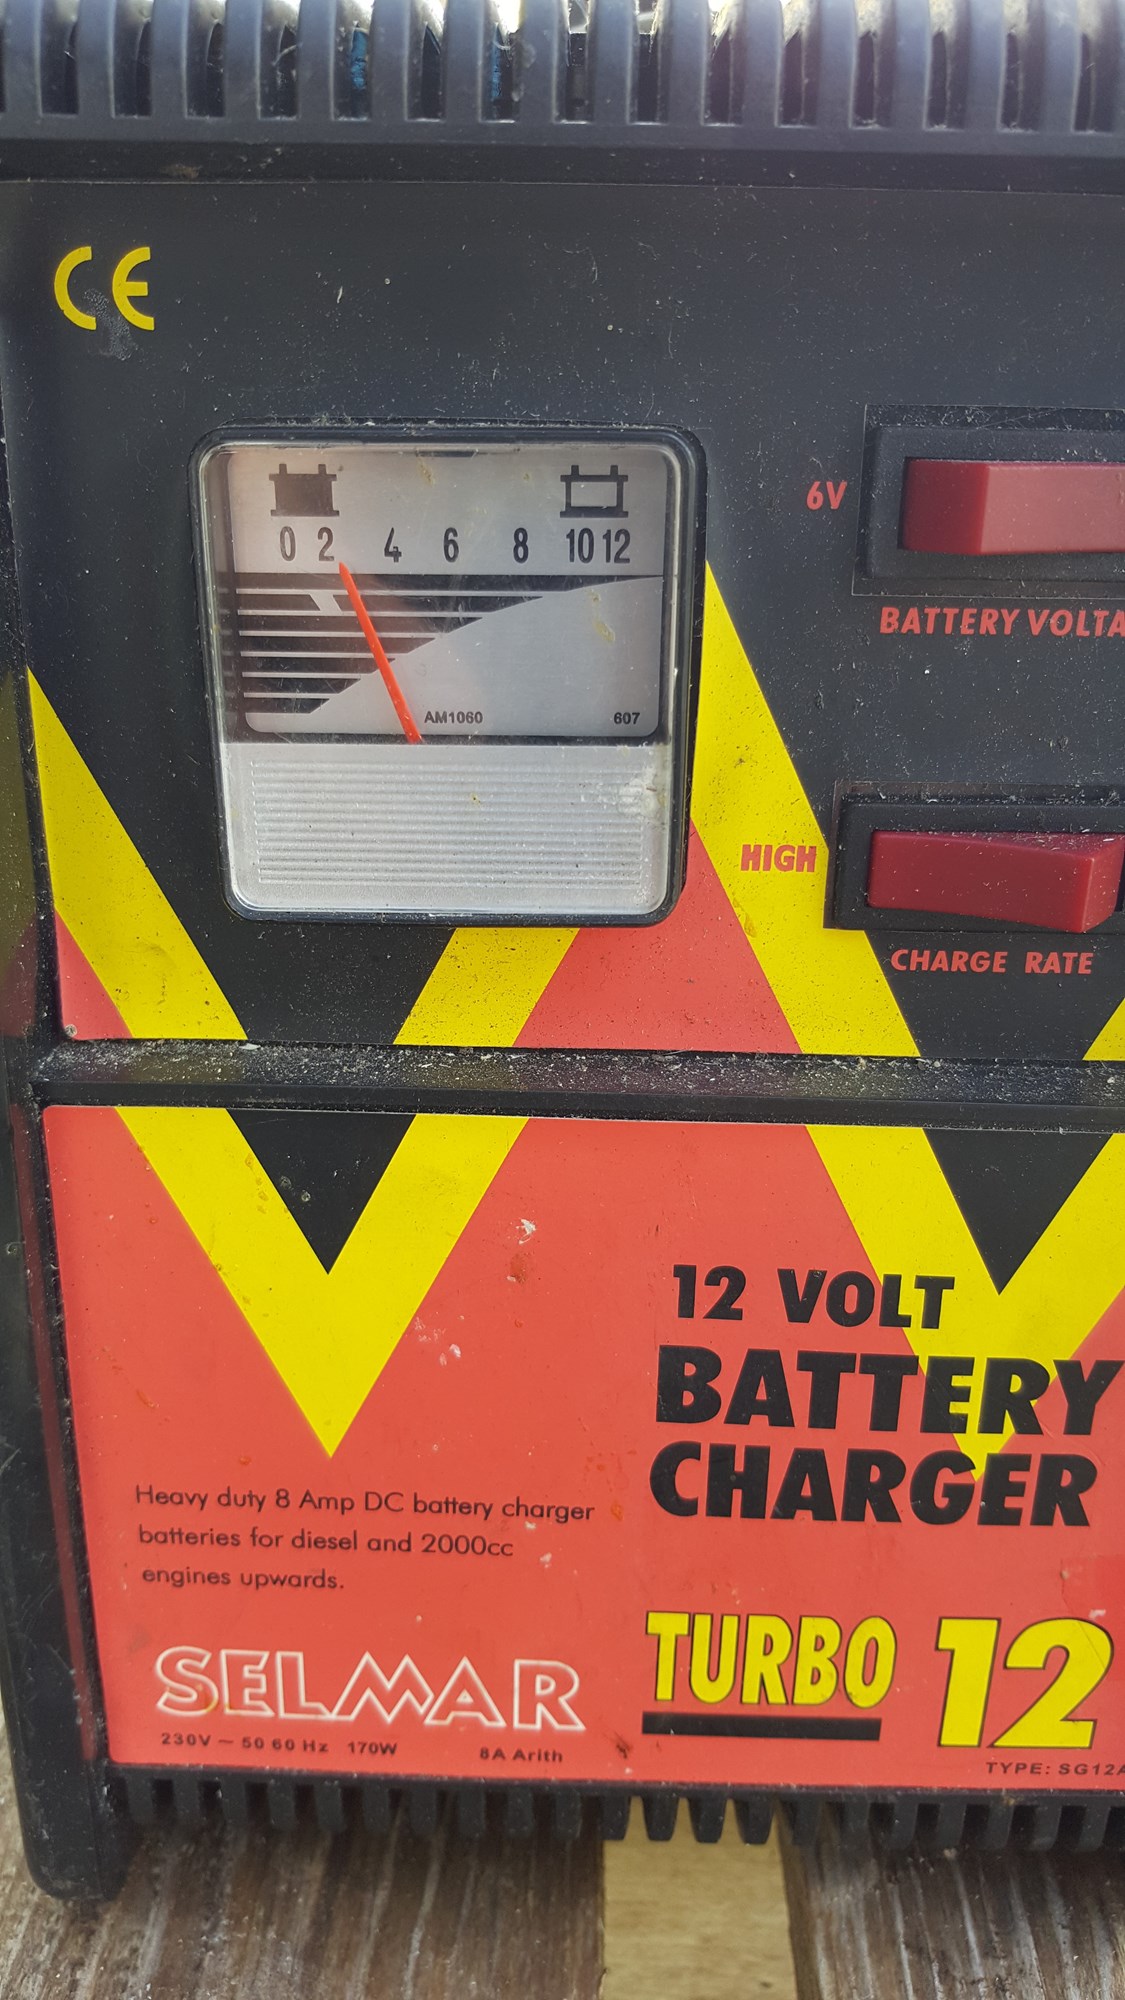 CE
0 2 4 6 8 10 12
AM1060 607
6V
BATTERY VOLTA
HIGH
CHARGE RATE
12 VOLT
BATTERY
CHARGER
Heavy duty 8 Amp DC battery charger
batteries for diesel and 2000cc
engines upwards.
SELMAR
TURBO 12
230V ~ 50 60 Hz 170W 8A Arith
TYPE: SG12A